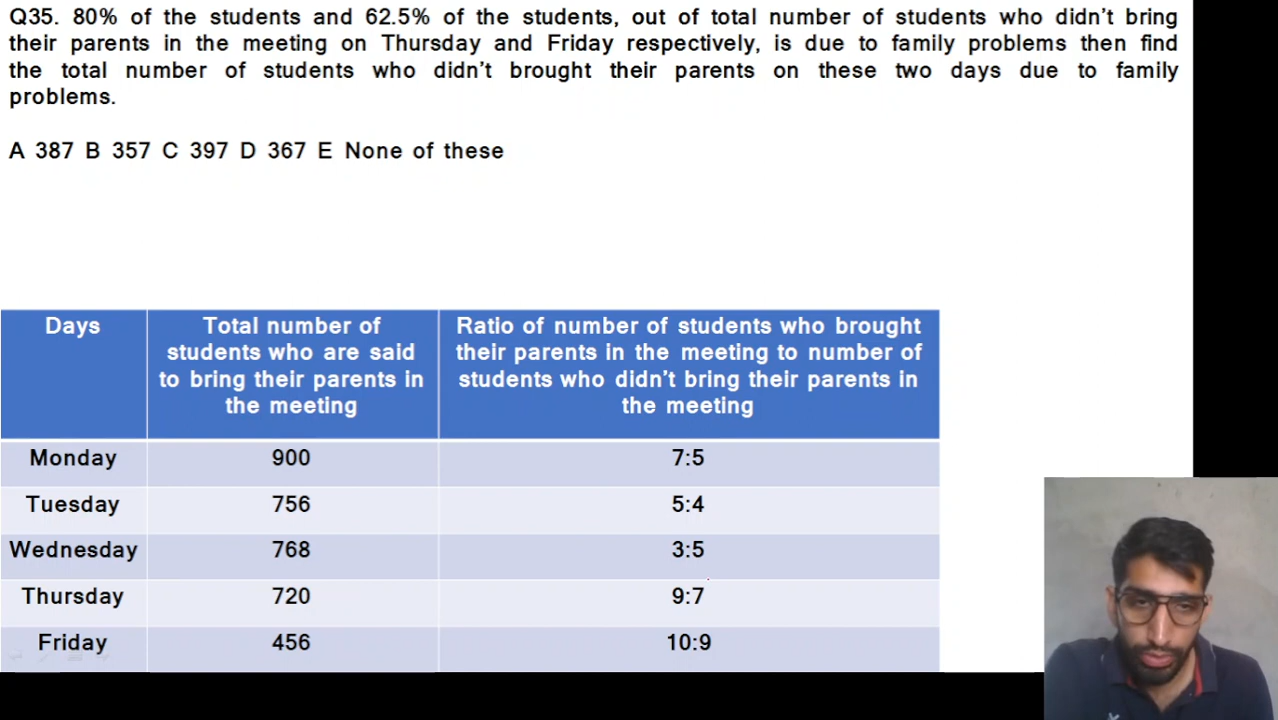 Q35. 80% of the students and 62.5% of the students, out of total number of students who didn't bring
their parents in the meeting on Thursday and Friday respectively, is due to family problems then find
the total number of students who didn't brought their parents on these two days due to family
problems.
A 387 B 357 C 397 D 367 E None of these
Days
Total number of
students who are said
to bring their parents in
the meeting
Ratio of number of students who brought
their parents in the meeting to number of
students who didn't bring their parents in
the meeting
Monday 900 7:5
Tuesday 756 5:4
Wednesday 768 3:5
Thursday 720 9:7
Friday 456 10:9